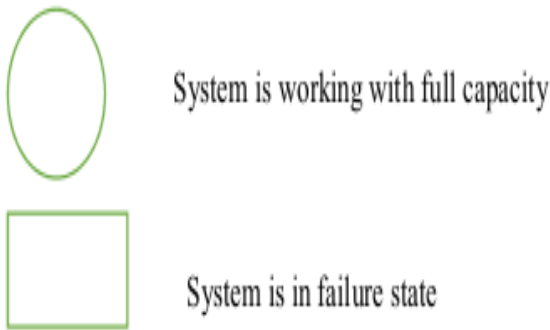 System is working with full capacity
System is in failure state